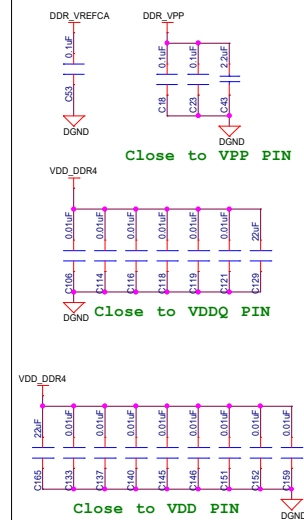 DDR_VREFCA
DDR_VPP
0.1uF
0.1uF
0.1uF
2.2uF
C53
C18
C23
C43
DGND
DGND
Close to VPP PIN
VDD_DDR4
0.01uF
0.01uF
0.01uF
0.01uF
0.01uF
0.01uF
22uF
C106
C114
C116
C118
C119
C121
C129
DGND
Close to VDDQ PIN
VDD_DDR4
22uF
0.01uF
0.01uF
0.01uF
0.01uF
0.01uF
0.01uF
0.01uF
0.01uF
C165
C133
C137
C140
C145
C146
C151
C152
C159
Close to VDD PIN
DGND